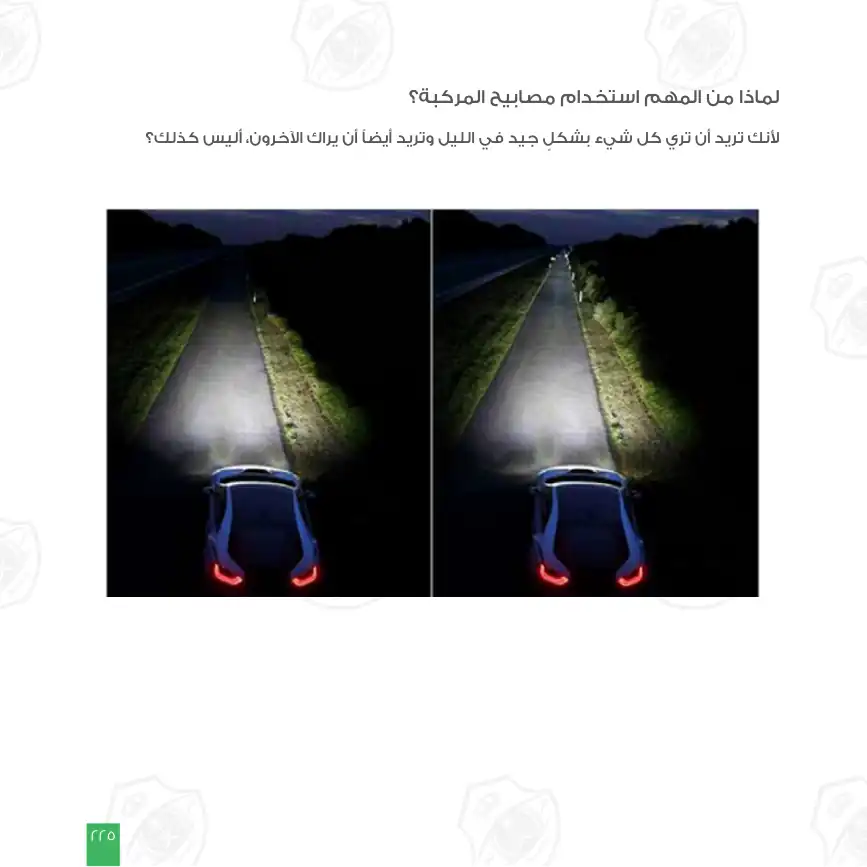 لماذا من المهم استخدام مصابيح المركبة؟
لأنك تريد أن تري كل شيء بشكلٍ جيد في الليل وتريد أيضاً أن يراك الآخرون، أليس كذلك؟
٢٢٥